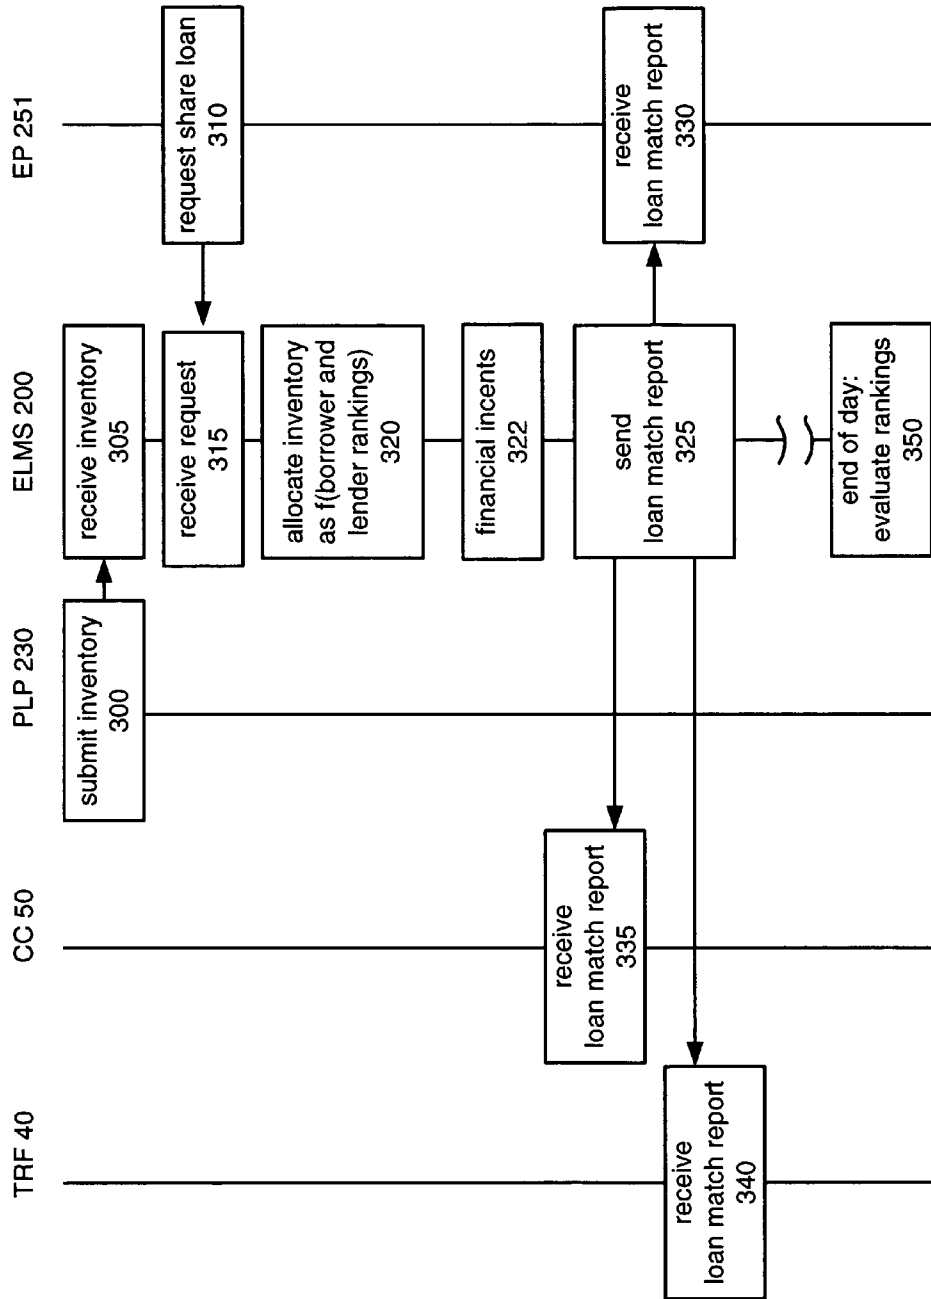 TRF 40
CC 50
PLP 230
ELMS 200
EP 251
submit inventory
300
receive inventory
305
request share loan
310
receive request
315
allocate inventory
as f(borrower and
lender rankings)
320
financial incents
322
send
loan match report
325
receive
loan match report
330
receive
loan match report
335
receive
loan match report
340
end of day:
evaluate rankings
350